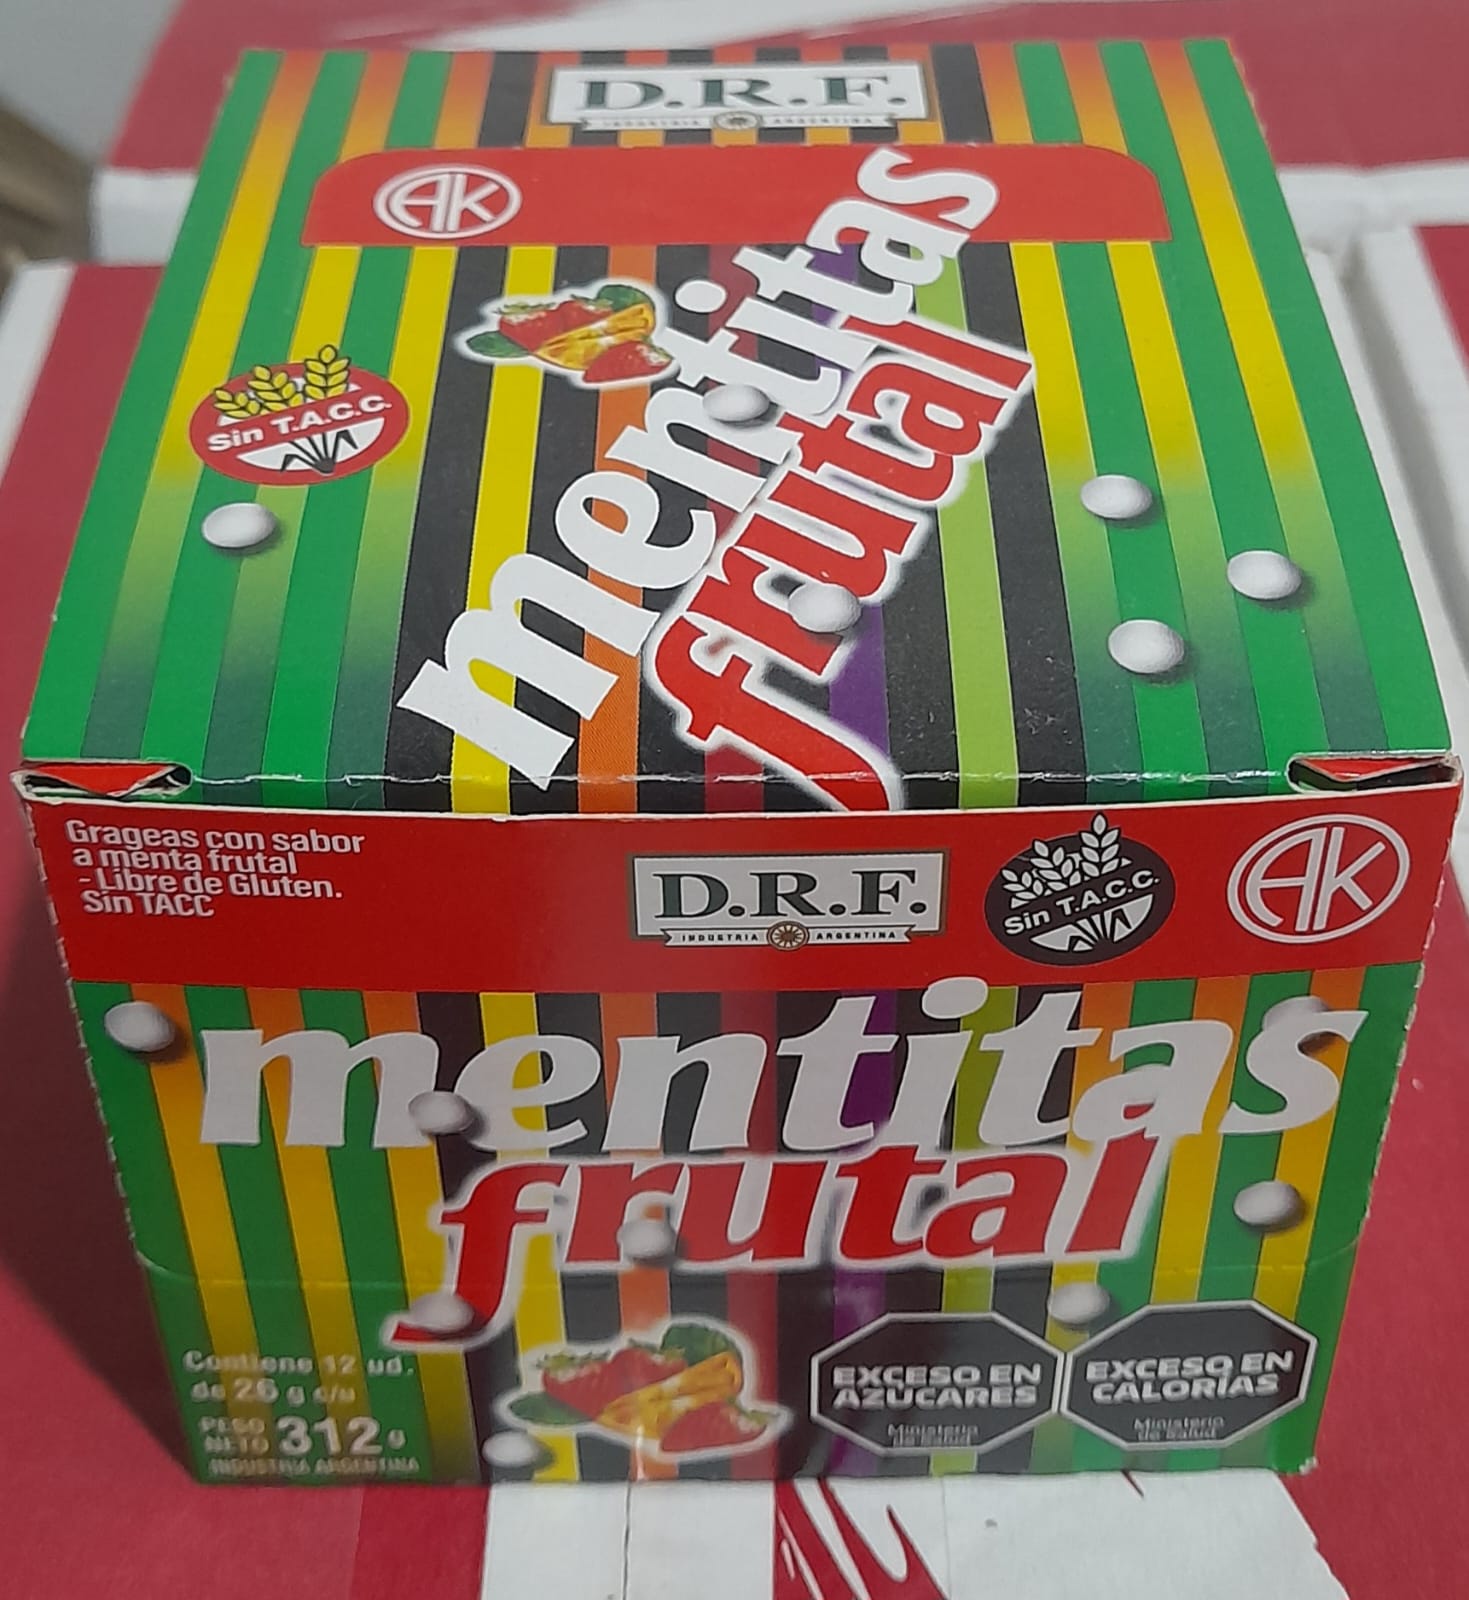 D.R.F.
INDUSTRIA ARGENTINA
AK
mentitas
frutal
Sin T.A.C.C.
Grageas con sabor
a menta frutal
- Libre de Gluten.
Sin TACC
D.R.F.
INDUSTRIA ARGENTINA
Sin T.A.C.C.
AK
mentitas
frutal
Contiene 12 ud.
de 26 g c/u
PESO
NETO 312 g
INDUSTRIA ARGENTINA
EXCESO EN
AZÚCARES
Ministerio
de Salud
EXCESO EN
CALORÍAS
Ministerio
de Salud